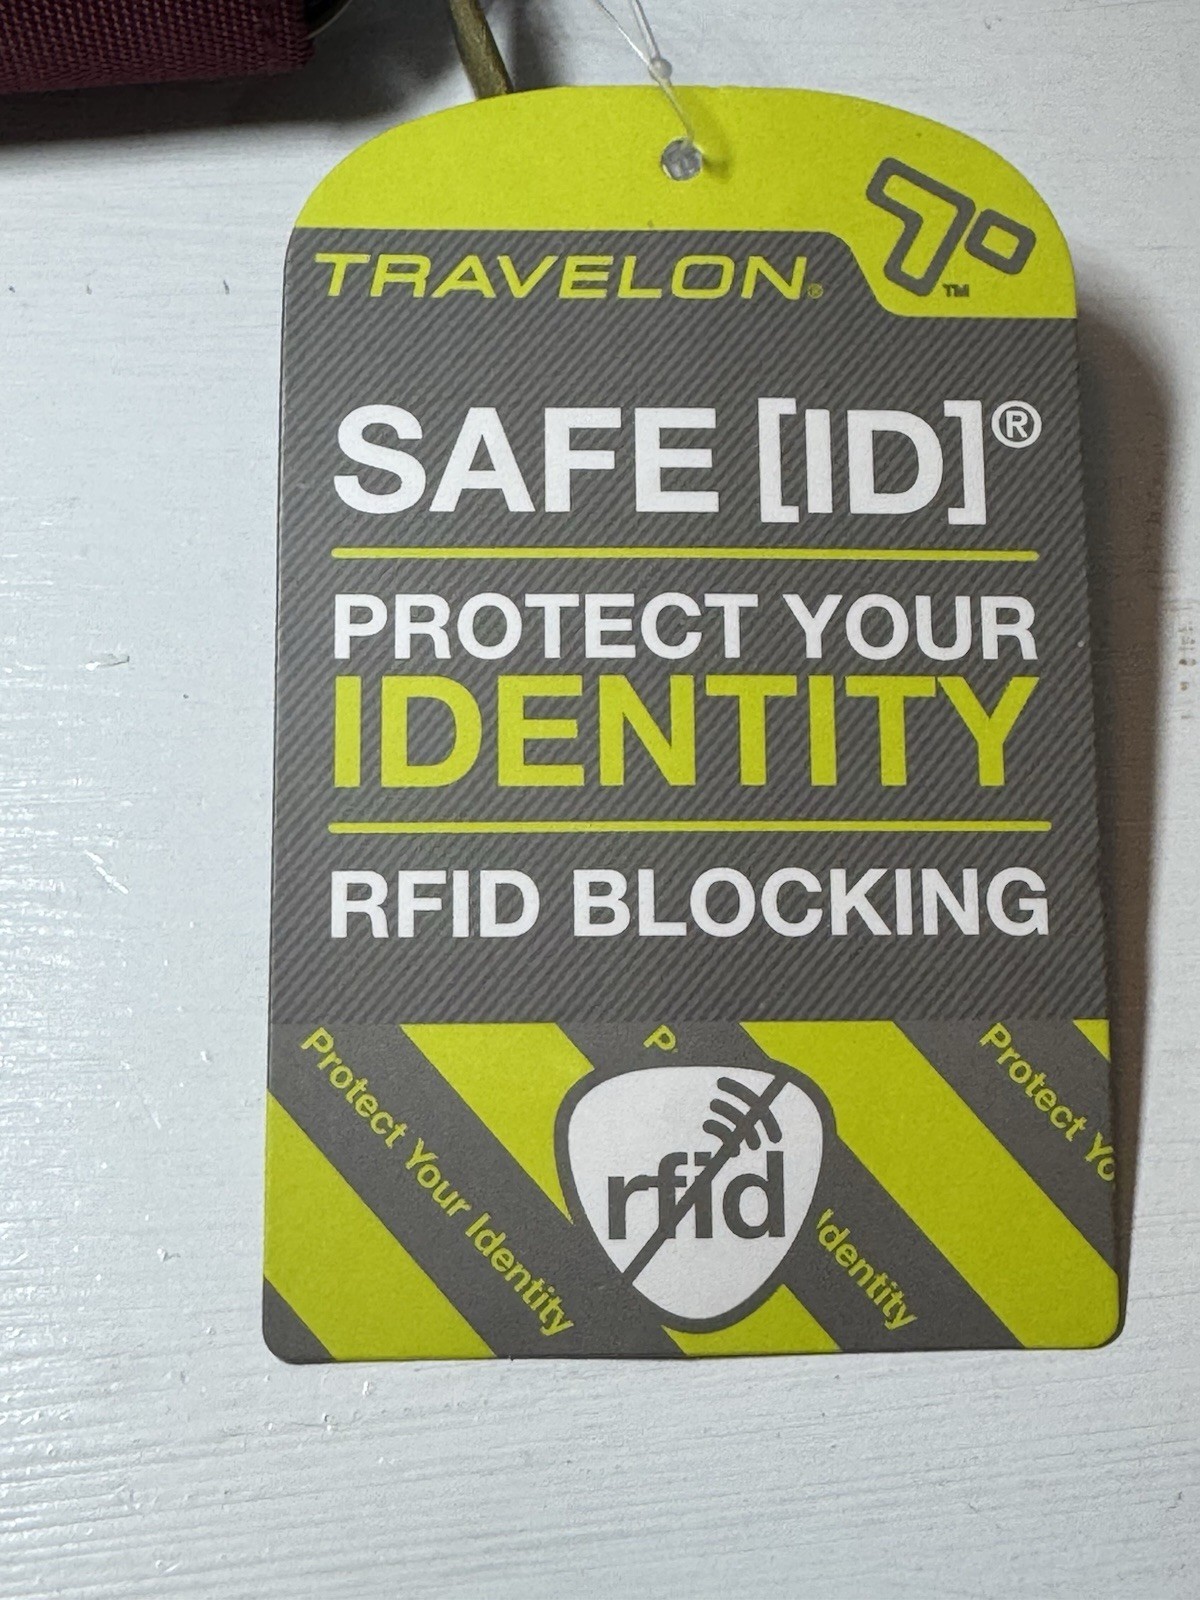 TRAVELON®
TM
SAFE [ID]®
PROTECT YOUR
IDENTITY
RFID BLOCKING
Protect Your Identity
P
Identity
Protect Yo
rfid